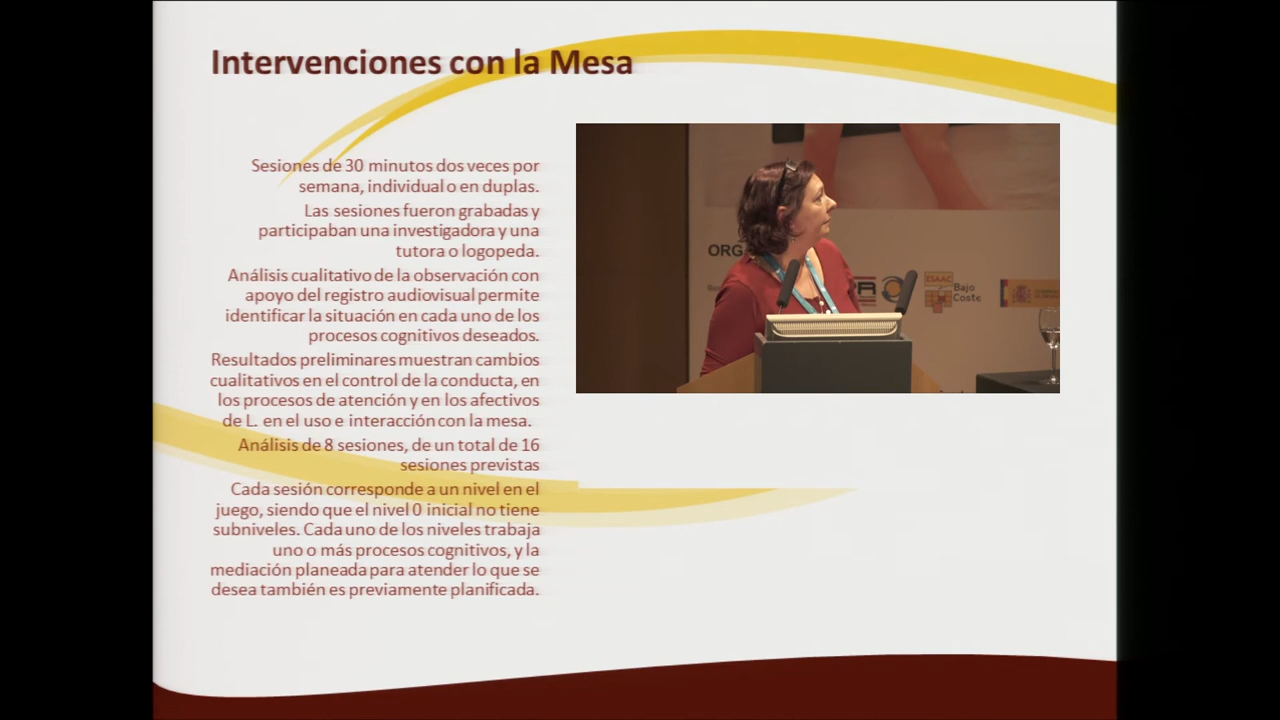 Intervenciones con la Mesa
Sesiones de 30 minutos dos veces por
semana, individual o en duplas.
Las sesiones fueron grabadas y
participaban una investigadora y una
tutora o logopeda.
Análisis cualitativo de la observación con
apoyo del registro audiovisual permite
identificar la situación en cada uno de los
procesos cognitivos deseados.
Resultados preliminares muestran cambios
cualitativos en el control de la conducta, en
los procesos de atención y en los afectivos
de L. en el uso e interacción con la mesa.
Análisis de 8 sesiones, de un total de 16
sesiones previstas
Cada sesión corresponde a un nivel en el
juego, siendo que el nivel 0 inicial no tiene
subniveles. Cada uno de los niveles trabaja
uno o más procesos cognitivos, y la
mediación planeada para atender lo que se
desea también es previamente planificada.
ORG
ESAAC
Bajo
Coste